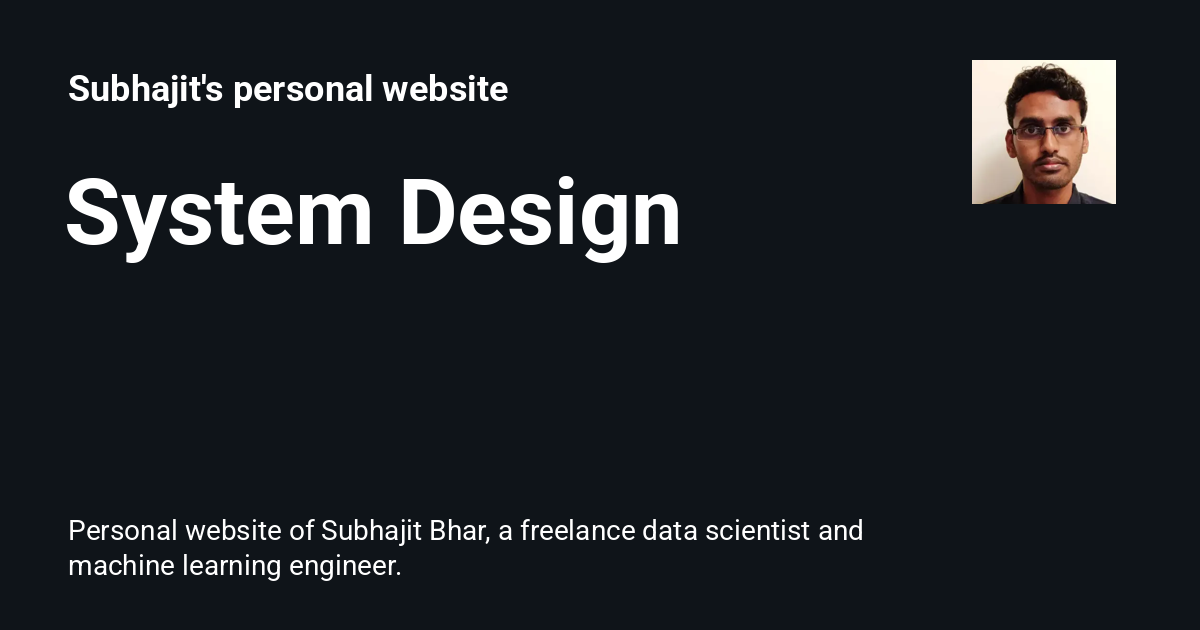 Subhajit's personal website
System Design
Personal website of Subhajit Bhar, a freelance data scientist and
machine learning engineer.